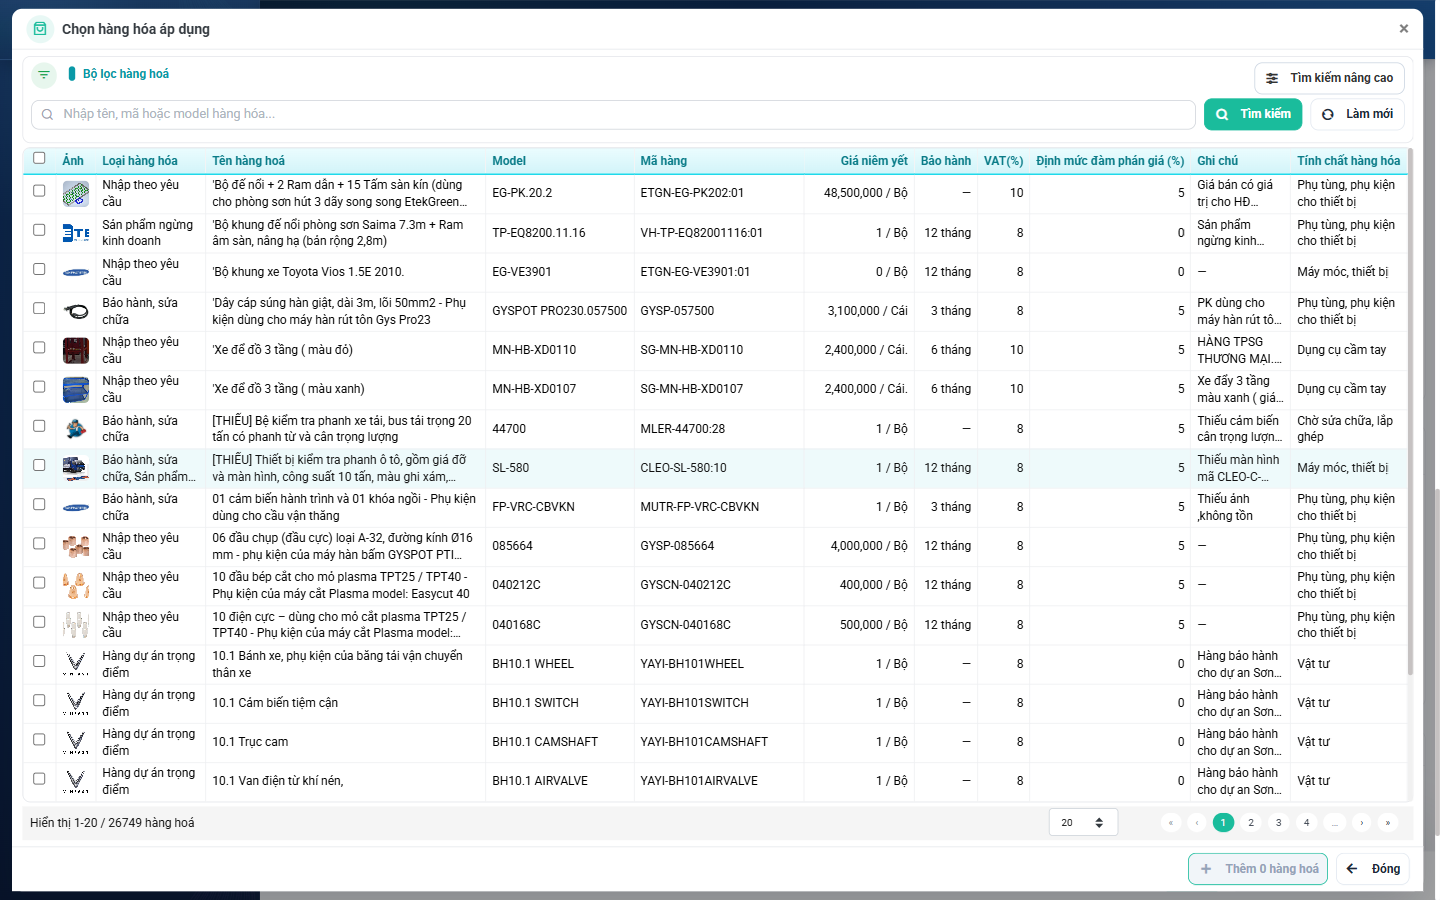 Chọn hàng hóa áp dụng
×
Bộ lọc hàng hoá
Tìm kiếm nâng cao
Nhập tên, mã hoặc model hàng hóa...
Tìm kiếm
Làm mới
Ảnh Loại hàng hóa Tên hàng hoá Model Mã hàng Giá niêm yết Bảo hành VAT(%) Định mức đàm phán giá (%) Ghi chú Tính chất hàng hóa
Nhập theo yêu 'Bộ đế nổi + 2 Ram dẫn + 15 Tấm sàn kín (dùng EG-PK.20.2 ETGN-EG-PK202:01 48,500,000 / Bộ — 10 5 Giá bán có giá Phụ tùng, phụ kiện
cầu cho phòng sơn hút 3 dãy song song EtekGreen... trị cho HĐ... cho thiết bị
Sản phẩm ngừng 'Bộ khung đế nổi phòng sơn Saima 7.3m + Ram TP-EQ8200.11.16 VH-TP-EQ82001116:01 1 / Bộ 12 tháng 8 0 Sản phẩm Phụ tùng, phụ kiện
kinh doanh âm sàn, nâng hạ (bản rộng 2,8m) ngừng kinh... cho thiết bị
Nhập theo yêu 'Bộ khung xe Toyota Vios 1.5E 2010. EG-VE3901 ETGN-EG-VE3901:01 0 / Bộ 12 tháng 8 0 — Máy móc, thiết bị
cầu
Bảo hành, sửa 'Dây cáp súng hàn giật, dài 3m, lõi 50mm2 - Phụ GYSPOT PRO230.057500 GYSP-057500 3,100,000 / Cái 3 tháng 8 5 PK dùng cho Phụ tùng, phụ kiện
chữa kiện dùng cho máy hàn rút tôn Gys Pro23 máy hàn rút tô... cho thiết bị
Nhập theo yêu 'Xe để đồ 3 tầng ( màu đỏ) MN-HB-XD0110 SG-MN-HB-XD0110 2,400,000 / Cái. 6 tháng 10 5 HÀNG TPSG Dụng cụ cầm tay
cầu THƯƠNG MẠI....
Nhập theo yêu 'Xe để đồ 3 tầng ( màu xanh) MN-HB-XD0107 SG-MN-HB-XD0107 2,400,000 / Cái. 6 tháng 10 5 Xe đẩy 3 tầng Dụng cụ cầm tay
cầu màu xanh ( giá...
Bảo hành, sửa [THIẾU] Bệ kiểm tra phanh xe tải, bus tải trọng 20 44700 MLER-44700:28 1 / Bộ — 8 5 Thiếu cảm biến Chờ sửa chữa, lắp
chữa tấn có phanh từ và cân trọng lượng cân trọng lượn... ghép
Bảo hành, sửa [THIẾU] Thiết bị kiểm tra phanh ô tô, gồm giá đỡ SL-580 CLEO-SL-580:10 1 / Bộ 12 tháng 8 5 Thiếu màn hình Máy móc, thiết bị
chữa, Sản phẩm... và màn hình, công suất 10 tấn, màu ghi xám,... mã CLEO-C-...
Bảo hành, sửa 01 cảm biến hành trình và 01 khóa ngồi - Phụ kiện FP-VRC-CBVKN MUTR-FP-VRC-CBVKN 1 / Bộ 3 tháng 8 5 Thiếu ảnh Phụ tùng, phụ kiện
chữa dùng cho cầu vận thăng ,không tồn cho thiết bị
Nhập theo yêu 06 đầu chụp (đầu cực) loại A-32, đường kính Ø16 085664 GYSP-085664 4,000,000 / Bộ 12 tháng 8 5 — Phụ tùng, phụ kiện
cầu mm - phụ kiện của máy hàn bấm GYSPOT PTI... cho thiết bị
Nhập theo yêu 10 đầu bép cắt cho mỏ plasma TPT25 / TPT40 - 040212C GYSCN-040212C 400,000 / Bộ 12 tháng 8 5 — Phụ tùng, phụ kiện
cầu Phụ kiện của máy cắt Plasma model: Easycut 40 cho thiết bị
Nhập theo yêu 10 điện cực – dùng cho mỏ cắt plasma TPT25 / 040168C GYSCN-040168C 500,000 / Bộ 12 tháng 8 5 — Phụ tùng, phụ kiện
cầu TPT40 - Phụ kiện của máy cắt Plasma model:... cho thiết bị
Hàng dự án trọng 10.1 Bánh xe, phụ kiện của băng tải vận chuyển BH10.1 WHEEL YAYI-BH101WHEEL 1 / Bộ — 8 0 Hàng bảo hành Vật tư
điểm thân xe cho dự an Sơn...
Hàng dự án trọng 10.1 Cảm biến tiệm cận BH10.1 SWITCH YAYI-BH101SWITCH 1 / Bộ — 8 0 Hàng bảo hành Vật tư
điểm cho dự an Sơn...
Hàng dự án trọng 10.1 Trục cam BH10.1 CAMSHAFT YAYI-BH101CAMSHAFT 1 / Bộ — 8 0 Hàng bảo hành Vật tư
điểm cho dự an Sơn...
Hàng dự án trọng 10.1 Van điện từ khí nén, BH10.1 AIRVALVE YAYI-BH101AIRVALVE 1 / Bộ — 8 0 Hàng bảo hành Vật tư
điểm cho dự an Sơn...
Hiển thị 1-20 / 26749 hàng hoá 20 « ‹ 1 2 3 4 ... › »
Thêm 0 hàng hoá Đóng